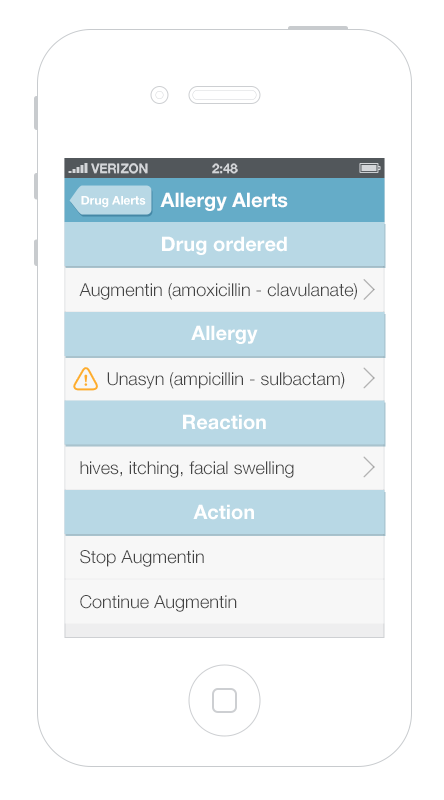 VERIZON 2:48
Drug Alerts Allergy Alerts
Drug ordered
Augmentin (amoxicillin - clavulanate)
Allergy
Unasyn (ampicillin - sulbactam)
Reaction
hives, itching, facial swelling
Action
Stop Augmentin
Continue Augmentin